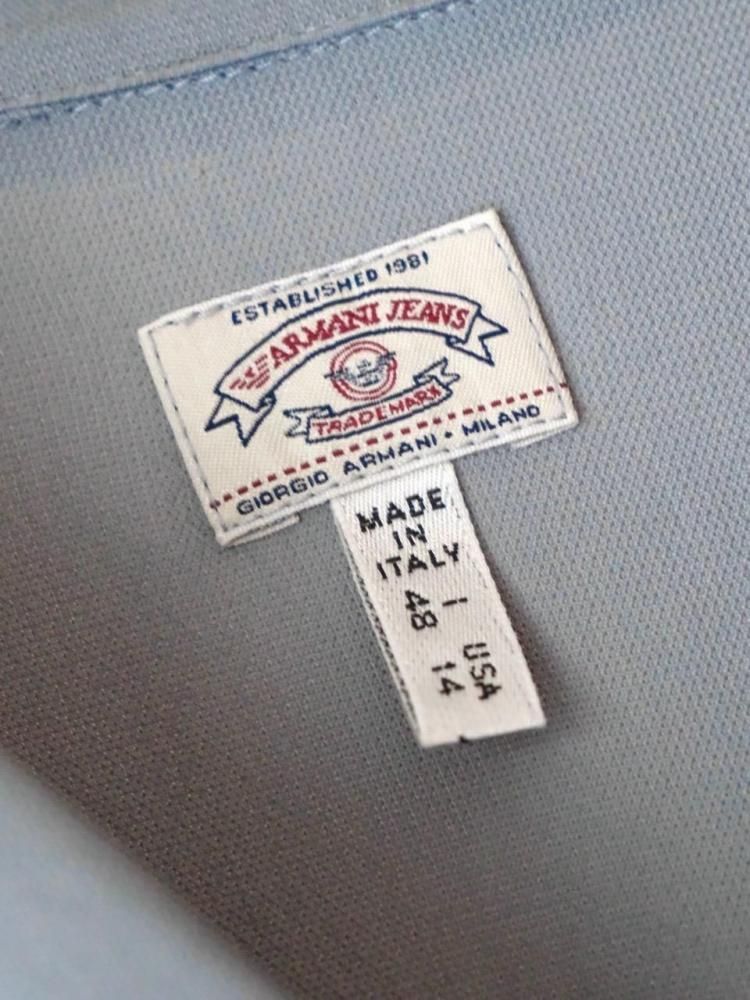 ESTABLISHED 1981
ARMANI JEANS
TRADEMARK
GIORGIO ARMANI • MILANO
MADE
IN
ITALY
I USA
48 14